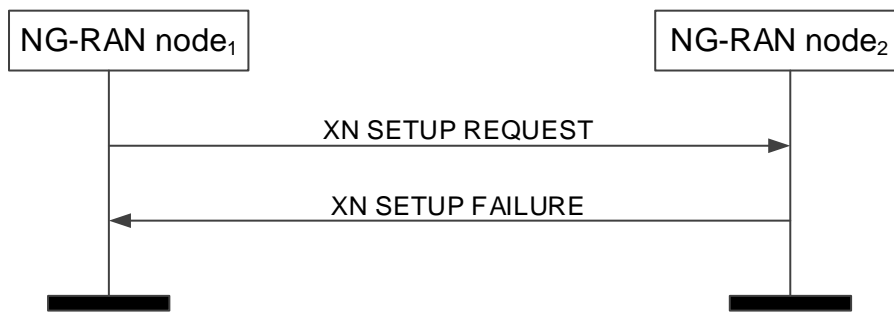 NG-RAN node₁
NG-RAN node₂
XN SETUP REQUEST
XN SETUP FAILURE